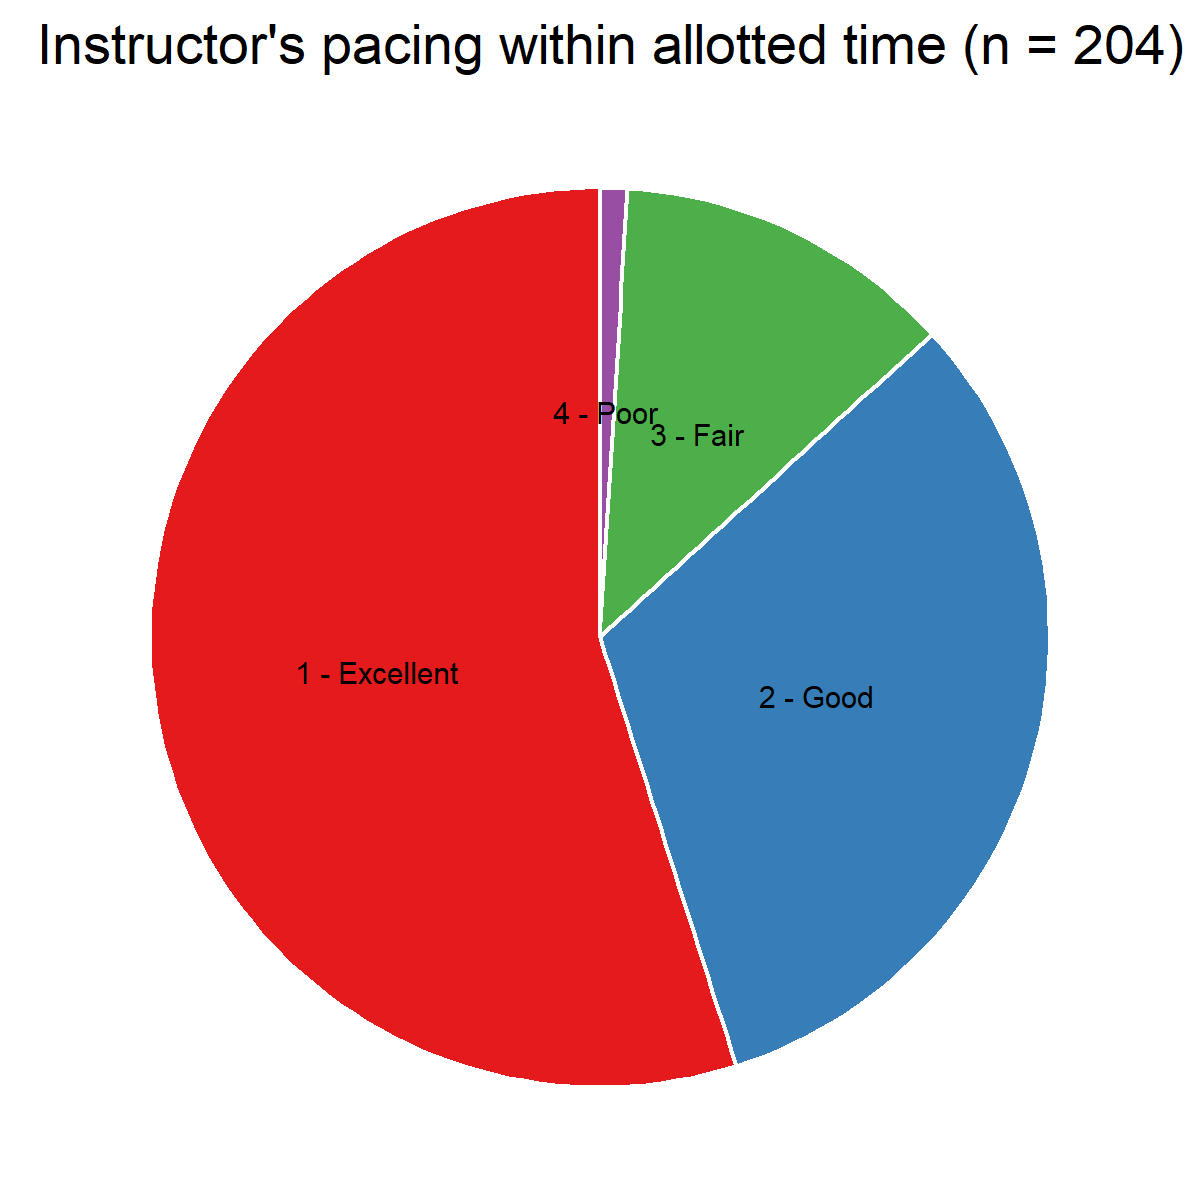 Instructor's pacing within allotted time (n = 204)
4 - Poor
3 - Fair
1 - Excellent
2 - Good